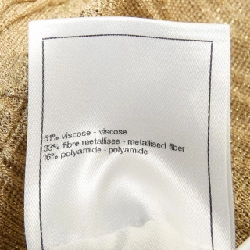 51% viscose - viscose
33% fibre metallisee - metallised fiber
16% polyamide - polyamide